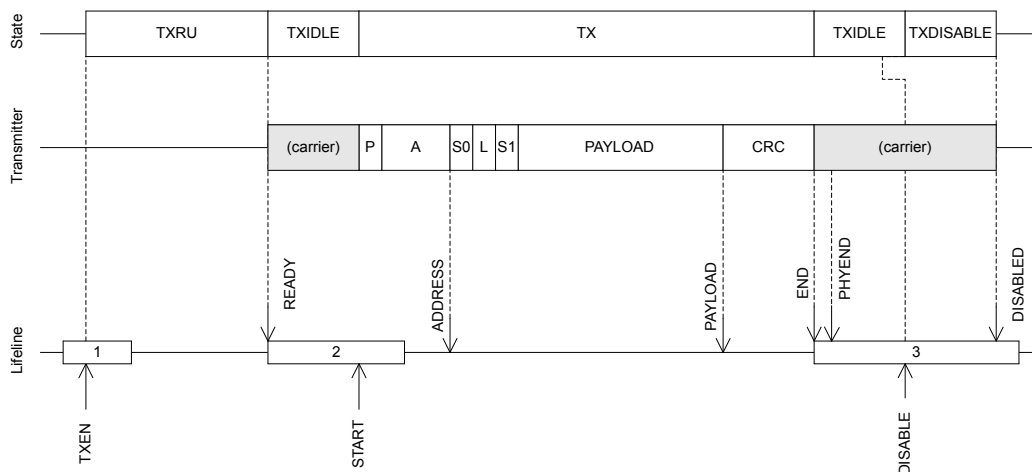 State
TXRU
TXIDLE
TX
TXIDLE
TXDISABLE
Transmitter
(carrier)
P
A
S0
L
S1
PAYLOAD
CRC
(carrier)
READY
ADDRESS
PAYLOAD
END
PHYEND
DISABLED
Lifeline
1
2
3
TXEN
START
DISABLE